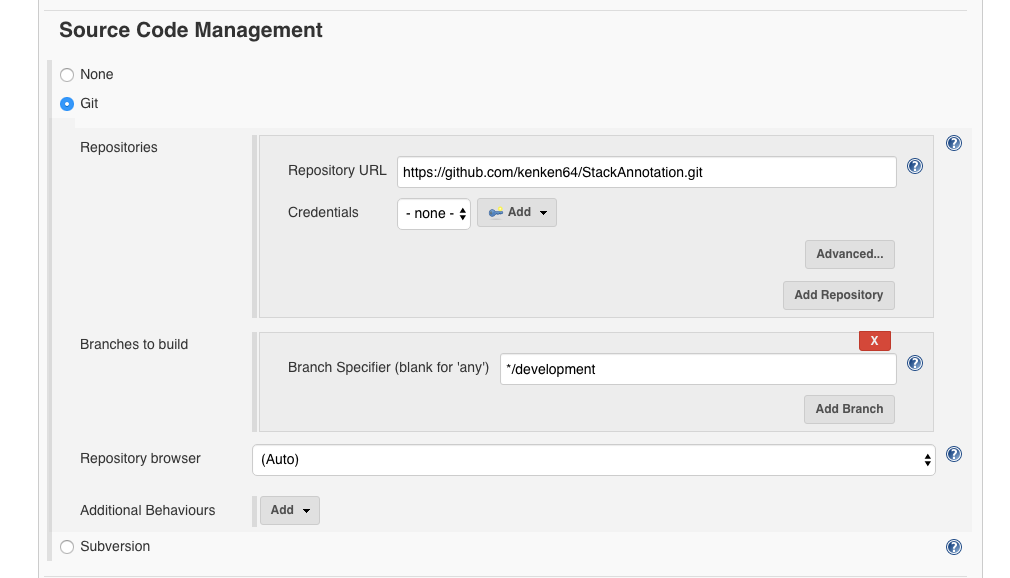 Source Code Management
None
Git
Repositories
Repository URL https://github.com/kenken64/StackAnnotation.git
Credentials - none - Add
Advanced...
Add Repository
Branches to build
X
Branch Specifier (blank for 'any') */development
Add Branch
Repository browser (Auto)
Additional Behaviours Add
Subversion